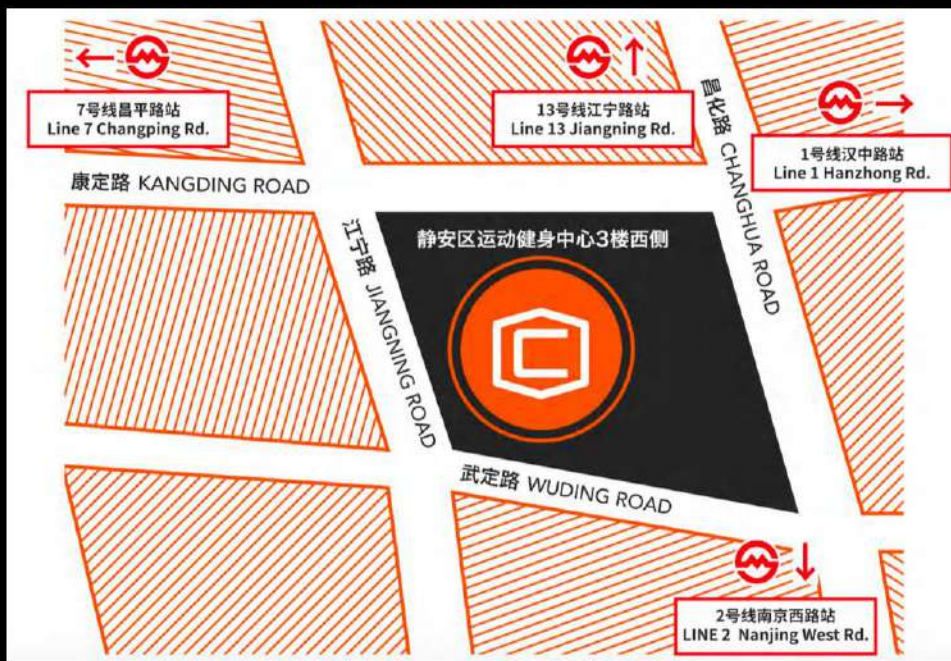 7号线昌平路站
Line 7 Changping Rd.
13号线江宁路站
Line 13 Jiangning Rd.
1号线汉中路站
Line 1 Hanzhong Rd.
康定路 KANGDING ROAD
昌化路 CHANGHUA ROAD
静安区运动健身中心3楼西侧
江宁路 JIANGNING ROAD
C
武定路 WUDING ROAD
2号线南京西路站
LINE 2 Nanjing West Rd.